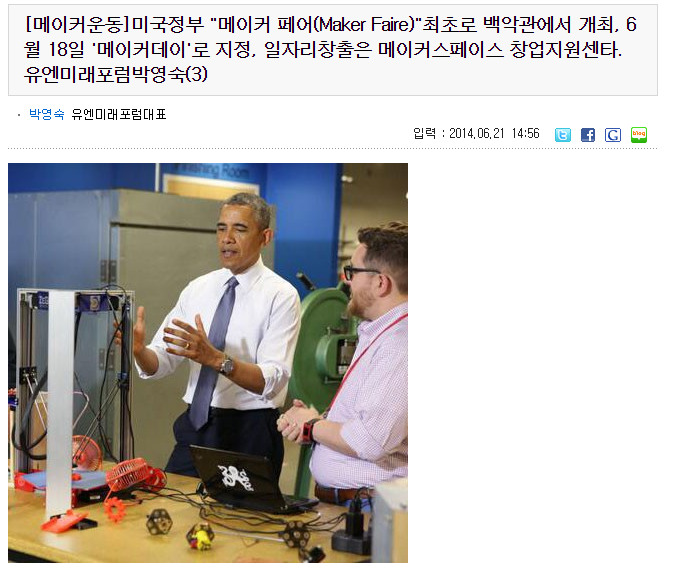 [메이커운동]미국정부 "메이커 페어(Maker Faire)"최초로 백악관에서 개최, 6
월 18일 '메이커데이'로 지정, 일자리창출은 메이커스페이스 창업지원센타.
유엔미래포럼박영숙(3)
· 박영숙 유엔미래포럼대표
입력 : 2014.06.21 14:56
blog
Finishing Room